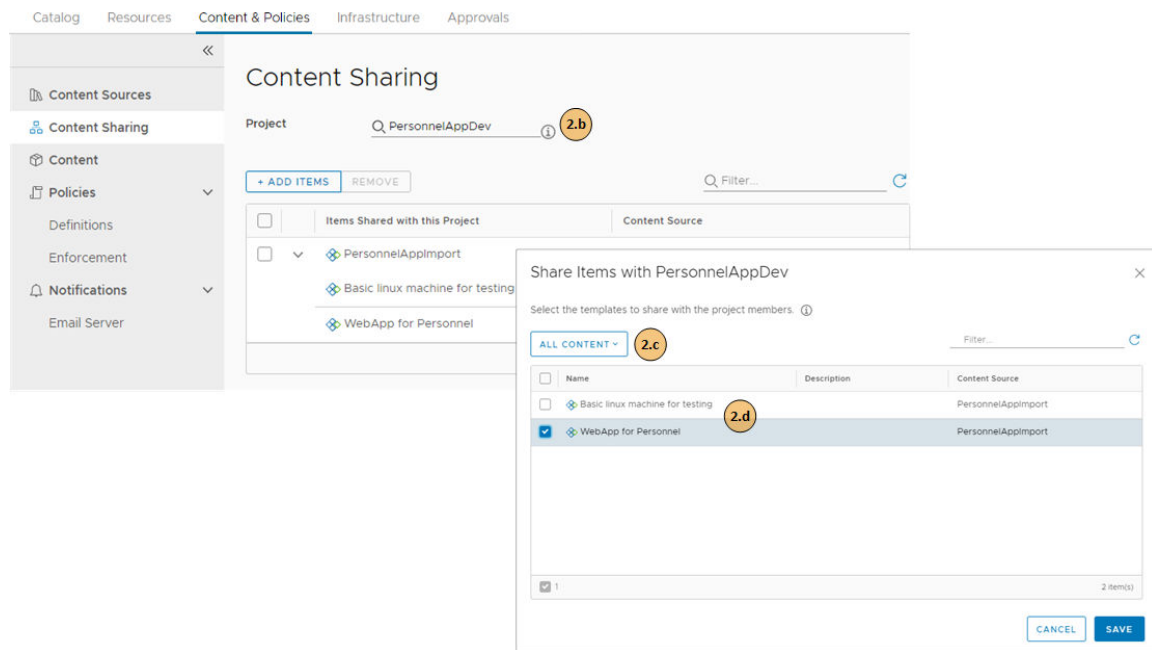 Catalog Resources Content & Policies Infrastructure Approvals
Content Sources
Content Sharing
Content
Policies
Definitions
Enforcement
Notifications
Email Server
Content Sharing
Project PersonnelAppDev 2.b
+ ADD ITEMS REMOVE Filter...
Items Shared with this Project Content Source
PersonnelAppImport
Basic linux machine for testing
WebApp for Personnel
Share Items with PersonnelAppDev
Select the templates to share with the project members.
ALL CONTENT 2.c Filter...
Name Description Content Source
Basic linux machine for testing PersonnelAppImport
2.d
WebApp for Personnel PersonnelAppImport
1 2 item(s)
CANCEL SAVE